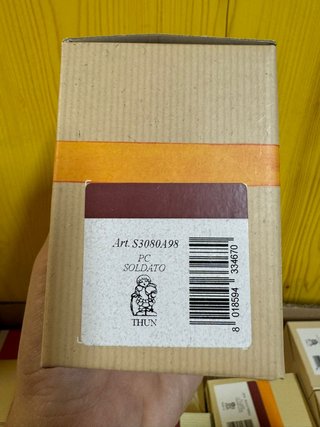 Art. S3080A98
PC
SOLDATO
THUN
8 018594 334670